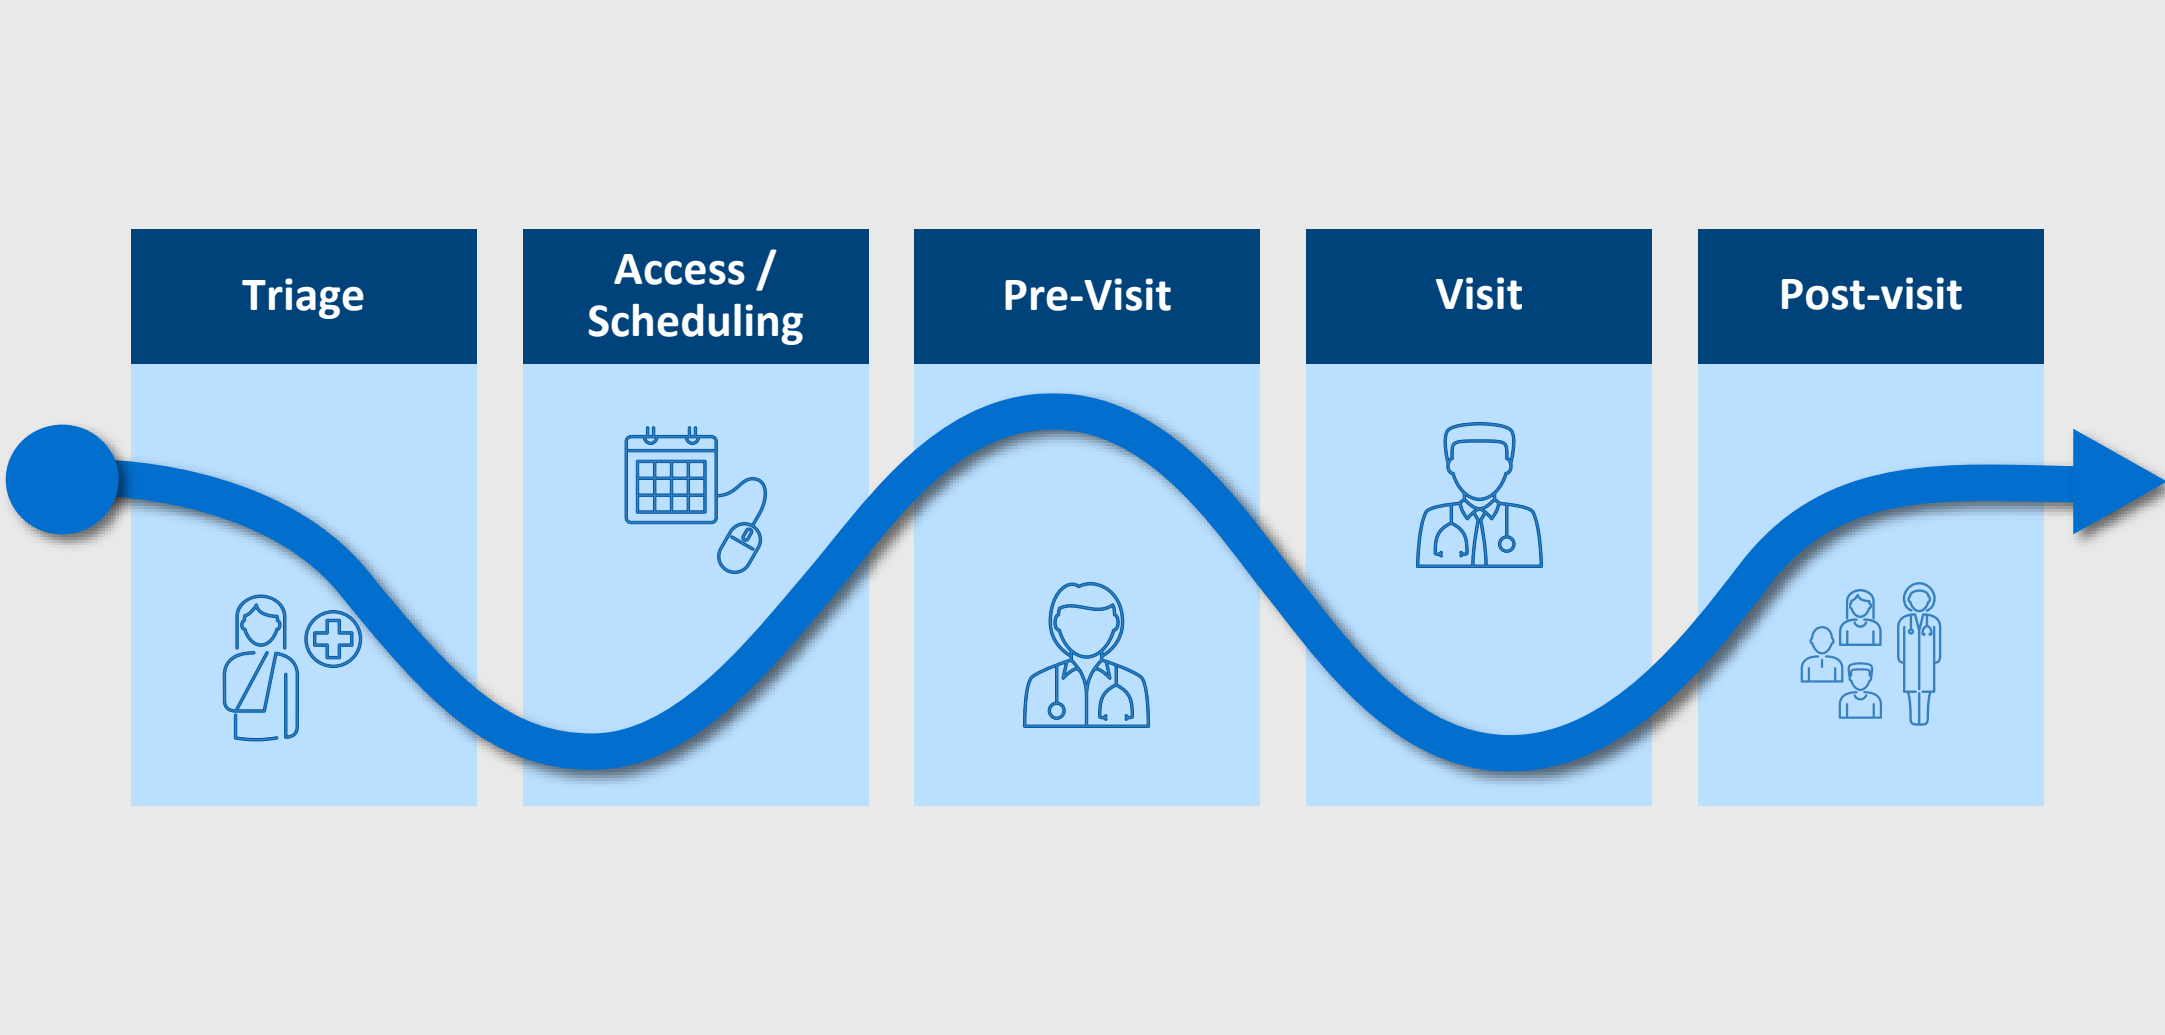 Triage
Access /
Scheduling
Pre-Visit
Visit
Post-visit